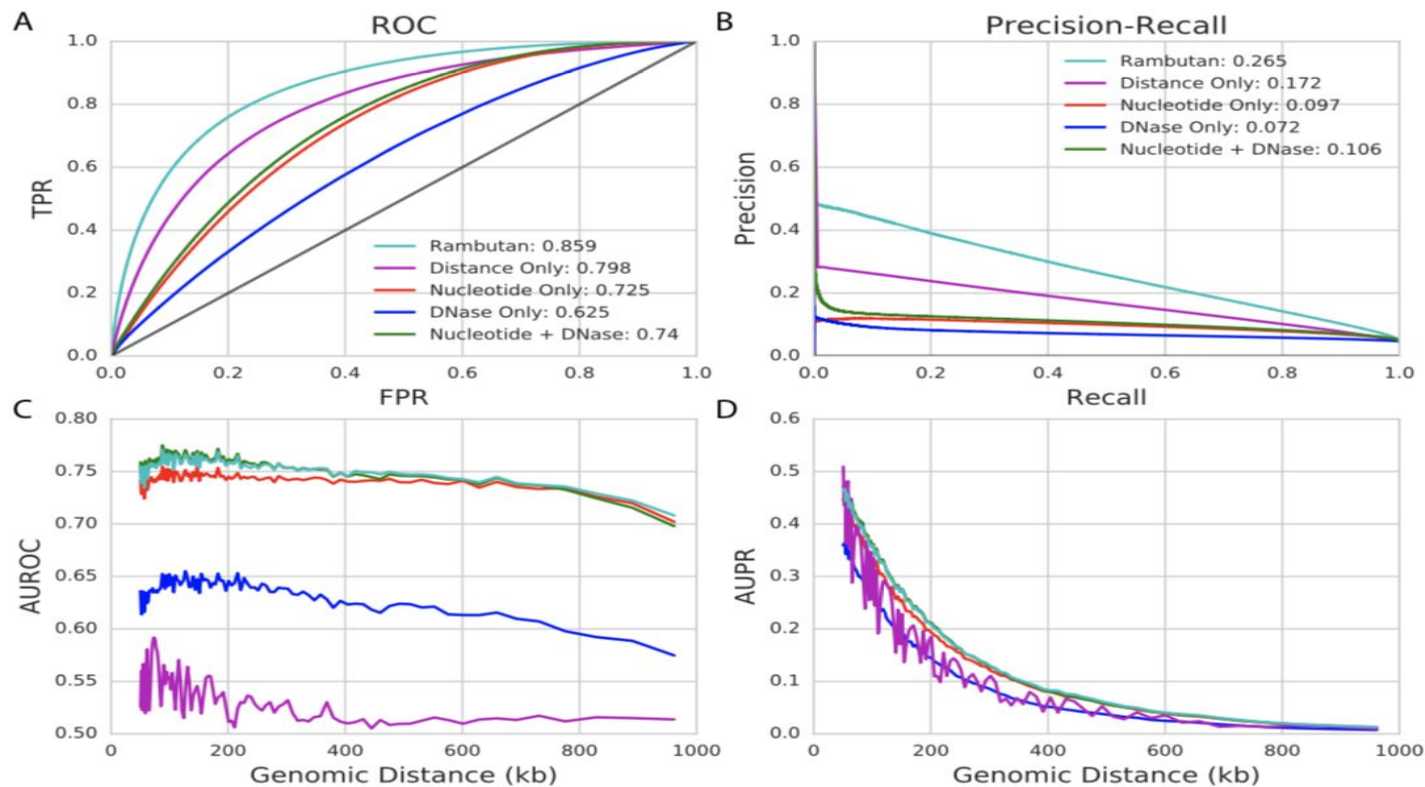 A
ROC
1.0
0.8
0.6
0.4
0.2
0.0
TPR
Rambutan: 0.859
Distance Only: 0.798
Nucleotide Only: 0.725
DNase Only: 0.625
Nucleotide + DNase: 0.74
0.0 0.2 0.4 0.6 0.8 1.0
FPR
B
Precision-Recall
1.0
0.8
0.6
0.4
0.2
0.0
Precision
Rambutan: 0.265
Distance Only: 0.172
Nucleotide Only: 0.097
DNase Only: 0.072
Nucleotide + DNase: 0.106
0.0 0.2 0.4 0.6 0.8 1.0
Recall
C
0.80
0.75
0.70
0.65
0.60
0.55
0.50
AUROC
0 200 400 600 800 1000
Genomic Distance (kb)
D
0.6
0.5
0.4
0.3
0.2
0.1
0.0
AUPR
0 200 400 600 800 1000
Genomic Distance (kb)